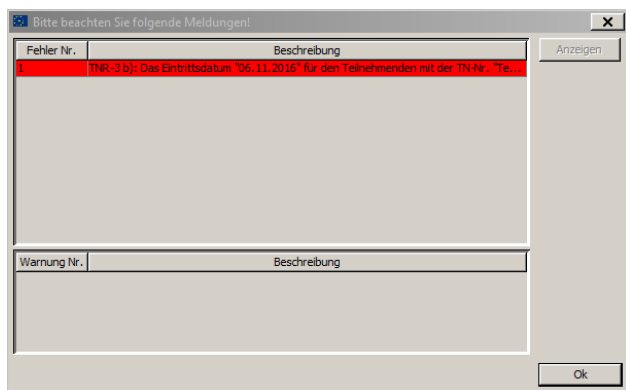 Bitte beachten Sie folgende Meldungen!
Fehler Nr. Beschreibung Anzeigen
1 TNR-3 b): Das Eintrittsdatum "06.11.2016" für den Teilnehmenden mit der TN-Nr. "Te...
Warnung Nr. Beschreibung
Ok